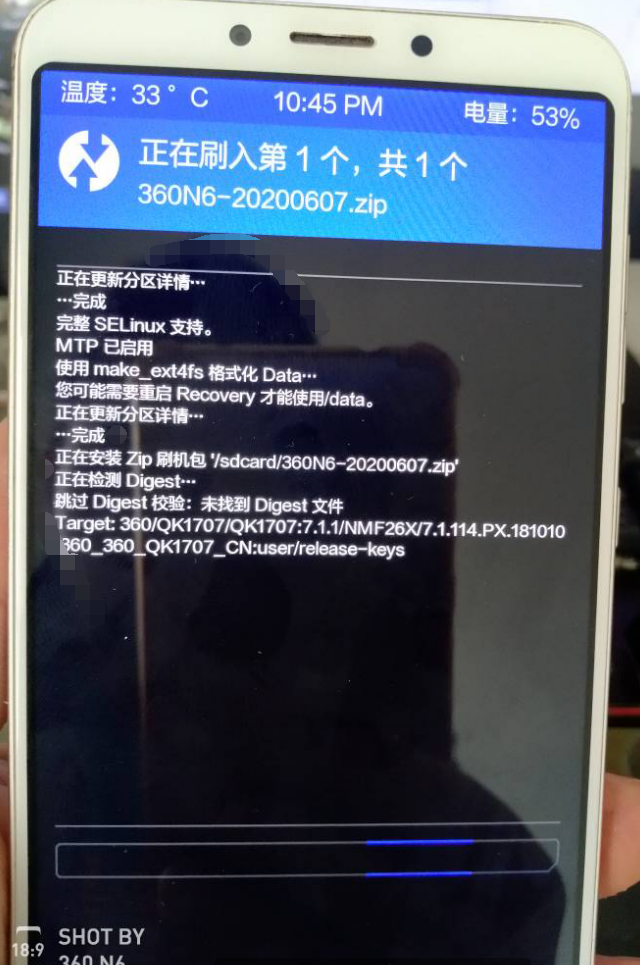 温度：33 ° C 10:45 PM 电量：53%
正在刷入第 1 个，共 1 个
360N6-20200607.zip
正在更新分区详情…
…完成
完整 SELinux 支持。
MTP 已启用
使用 make_ext4fs 格式化 Data…
您可能需要重启 Recovery 才能使用/data。
正在更新分区详情…
…完成
正在安装 Zip 刷机包 '/sdcard/360N6-20200607.zip'
正在检测 Digest…
跳过 Digest 校验：未找到 Digest 文件
Target: 360/QK1707/QK1707:7.1.1/NMF26X/7.1.114.PX.181010
.360_360_QK1707_CN:user/release-keys
18:9
SHOT BY
360 N6